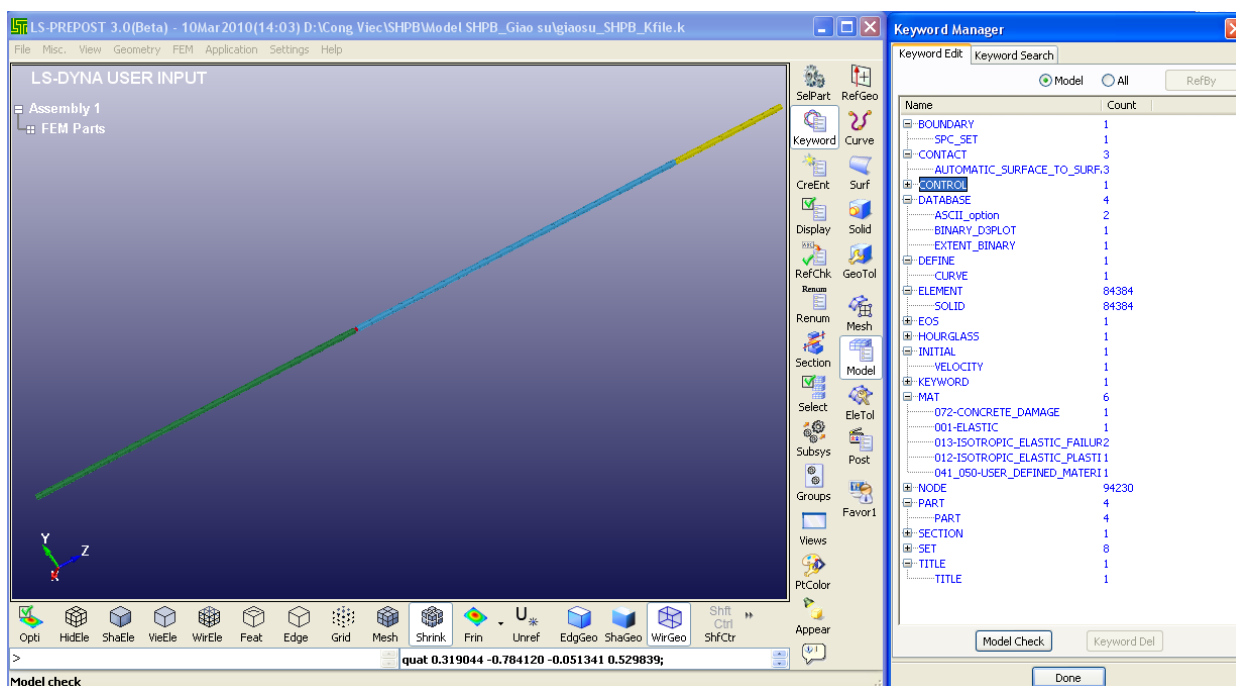 LS-PREPOST 3.0(Beta) - 10Mar2010(14:03) D:\Cong Viec\SHPB\Model SHPB_Giao su\giaosu_SHPB_Kfile.k
File Misc. View Geometry FEM Application Settings Help
LS-DYNA USER INPUT
Assembly 1
FEM Parts
Y
Z
X
SelPart RefGeo
Keyword Curve
CreEnt Surf
Display Solid
RefChk GeoTol
Renum
Renum Mesh
Section Model
Select EleTol
Subsys Post
Groups Favor1
Views
PtColor
Appear
Opti HidEle ShaEle VieEle WirEle Feat Edge Grid Mesh Shrink Frin Unref EdgGeo ShaGeo WirGeo ShfCtr
U*
Shft
Ctrl
>
quat 0.319044 -0.784120 -0.051341 0.529839;
Model check
Keyword Manager
Keyword Edit Keyword Search
Model All RefBy
Name Count
BOUNDARY 1
SPC_SET 1
CONTACT 3
AUTOMATIC_SURFACE_TO_SURF. 3
CONTROL 1
DATABASE 4
ASCII_option 2
BINARY_D3PLOT 1
EXTENT_BINARY 1
DEFINE 1
CURVE 1
ELEMENT 84384
SOLID 84384
EOS 1
HOURGLASS 1
INITIAL 1
VELOCITY 1
KEYWORD 1
MAT 6
072-CONCRETE_DAMAGE 1
001-ELASTIC 1
013-ISOTROPIC_ELASTIC_FAILUR 2
012-ISOTROPIC_ELASTIC_PLASTI 1
041_050-USER_DEFINED_MATERI 1
NODE 94230
PART 4
PART 4
SECTION 1
SET 8
TITLE 1
TITLE 1
Model Check Keyword Del
Done